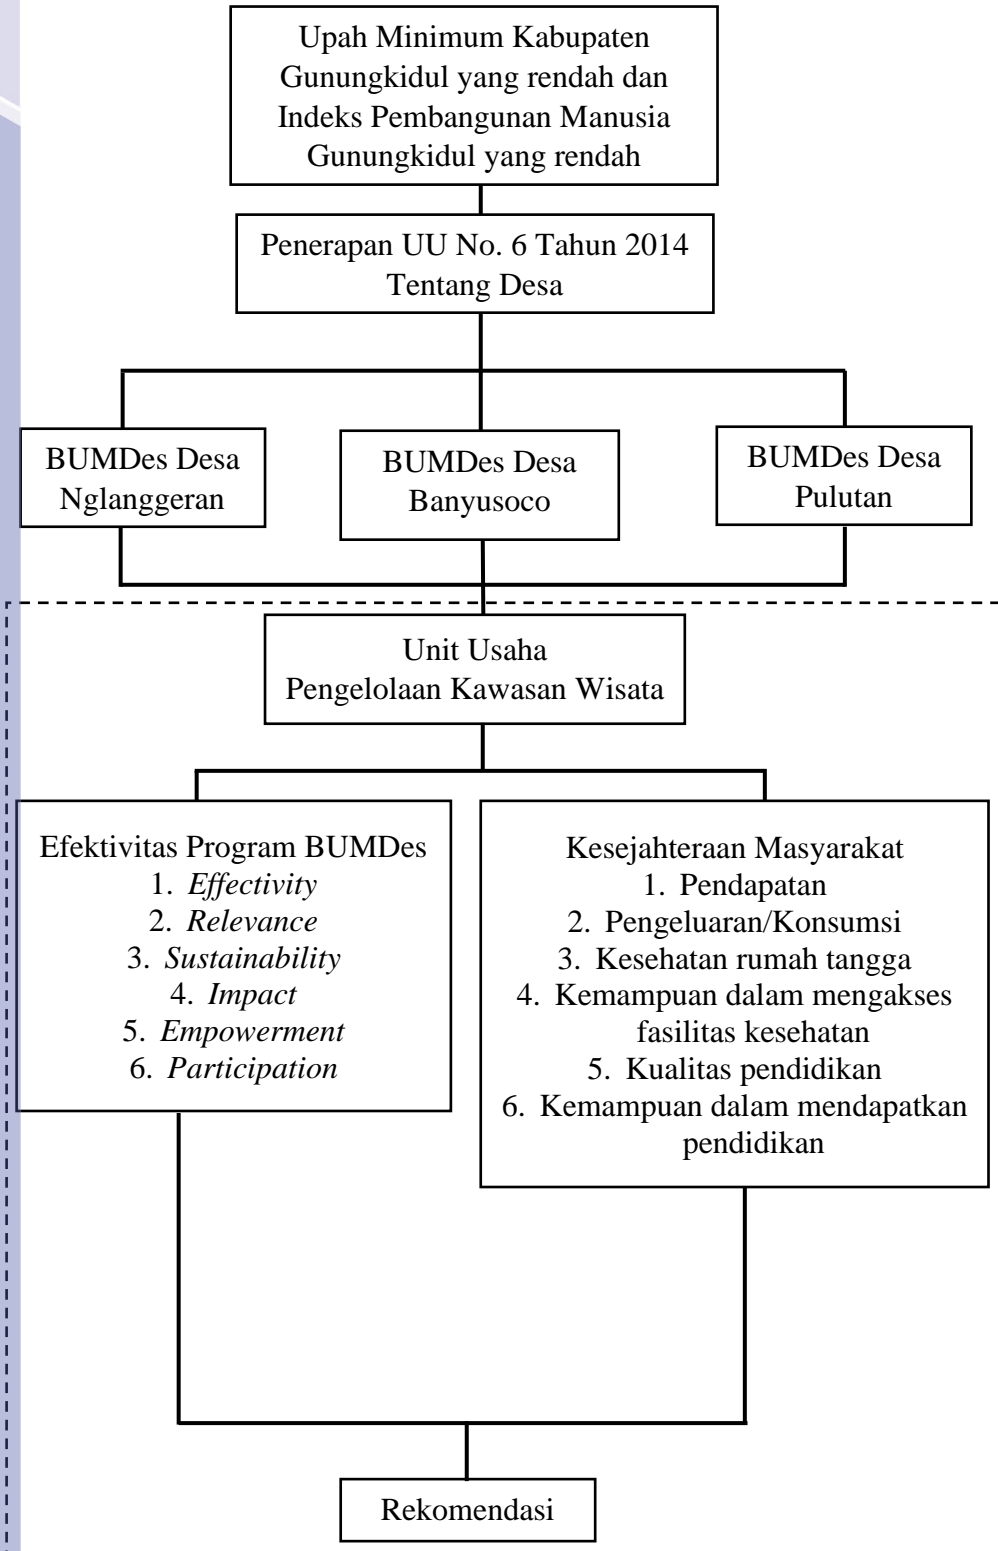 Upah Minimum Kabupaten
Gunungkidul yang rendah dan
Indeks Pembangunan Manusia
Gunungkidul yang rendah
Penerapan UU No. 6 Tahun 2014
Tentang Desa
BUMDes Desa
Nglanggeran
BUMDes Desa
Banyusoco
BUMDes Desa
Pulutan
Unit Usaha
Pengelolaan Kawasan Wisata
Efektivitas Program BUMDes
1. Effectivity
2. Relevance
3. Sustainability
4. Impact
5. Empowerment
6. Participation
Kesejahteraan Masyarakat
1. Pendapatan
2. Pengeluaran/Konsumsi
3. Kesehatan rumah tangga
4. Kemampuan dalam mengakses
fasilitas kesehatan
5. Kualitas pendidikan
6. Kemampuan dalam mendapatkan
pendidikan
Rekomendasi